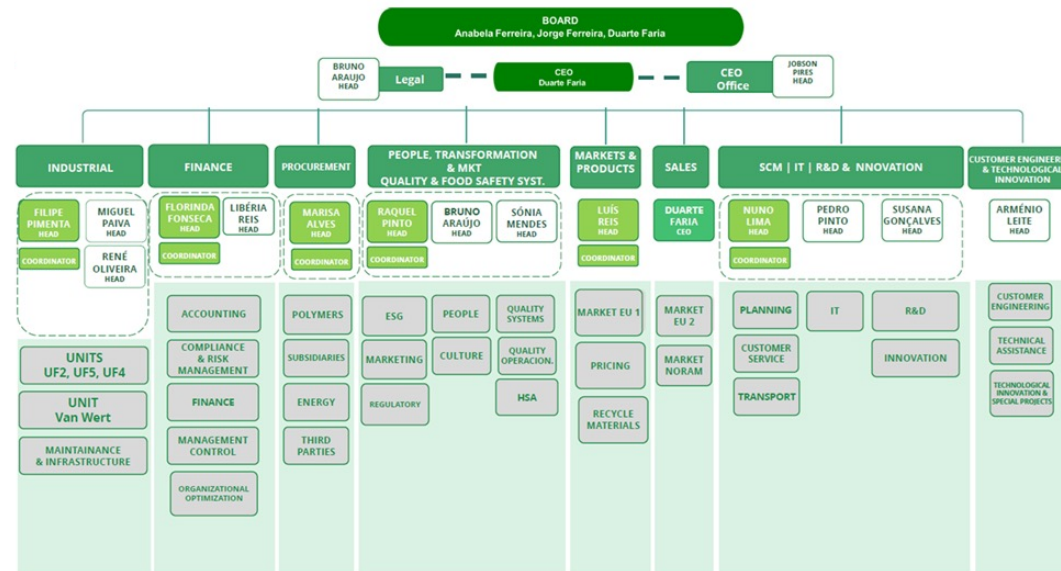 BOARD
Anabela Ferreira, Jorge Ferreira, Duarte Faria
BRUNO
ARAUJO
HEAD
Legal
CEO
Duarte Faria
CEO
Office
JOBSON
PIRES
HEAD
INDUSTRIAL
FINANCE
PROCUREMENT
PEOPLE, TRANSFORMATION
& MKT
QUALITY & FOOD SAFETY SYST.
MARKETS &
PRODUCTS
SALES
SCM | IT | R&D & NNOVATION
CUSTOMER ENGINEERING
& TECHNOLOGICAL
INNOVATION
FILIPE
PIMENTA
HEAD
COORDINATOR
MIGUEL
PAIVA
HEAD
RENÉ
OLIVEIRA
HEAD
FLORINDA
FONSECA
HEAD
COORDINATOR
LIBÉRIA
REIS
HEAD
MARISA
ALVES
HEAD
COORDINATOR
RAQUEL
PINTO
HEAD
COORDINATOR
BRUNO
ARAÚJO
HEAD
SÓNIA
MENDES
HEAD
LUÍS
REIS
HEAD
COORDINATOR
DUARTE
FARIA
CEO
NUNO
LIMA
HEAD
COORDINATOR
PEDRO
PINTO
HEAD
SUSANA
GONÇALVES
HEAD
ARMÉNIO
LEITE
HEAD
UNITS
UF2, UF5, UF4
UNIT
Van Wert
MAINTAINANCE
& INFRASTRUCTURE
ACCOUNTING
COMPLIANCE
& RISK
MANAGEMENT
FINANCE
MANAGEMENT
CONTROL
ORGANIZATIONAL
OPTIMIZATION
POLYMERS
SUBSIDIARIES
ENERGY
THIRD
PARTIES
ESG
MARKETING
REGULATORY
PEOPLE
CULTURE
QUALITY
SYSTEMS
QUALITY
OPERACION.
HSA
MARKET EU 1
PRICING
RECYCLE
MATERIALS
MARKET
EU 2
MARKET
NORAM
PLANNING
CUSTOMER
SERVICE
TRANSPORT
IT
R&D
INNOVATION
CUSTOMER
ENGINEERING
TECHNICAL
ASSISTANCE
TECHNOLOGICAL
INNOVATION &
SPECIAL PROJECTS